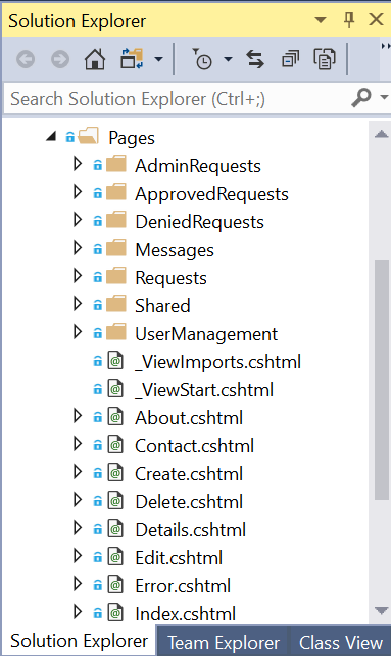 Solution Explorer
Search Solution Explorer (Ctrl+;)
Pages
AdminRequests
ApprovedRequests
DeniedRequests
Messages
Requests
Shared
UserManagement
_ViewImports.cshtml
_ViewStart.cshtml
About.cshtml
Contact.cshtml
Create.cshtml
Delete.cshtml
Details.cshtml
Edit.cshtml
Error.cshtml
Index.cshtml
Solution Explorer Team Explorer Class View